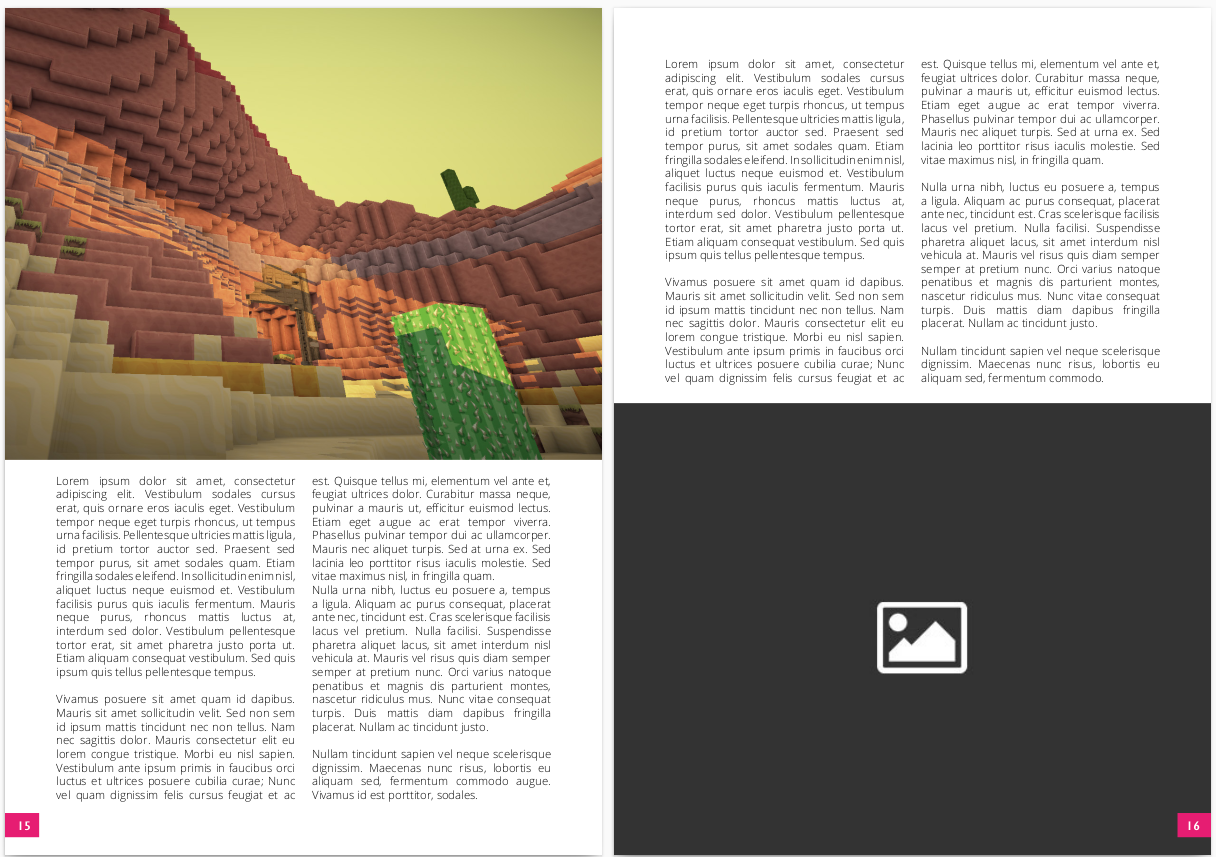 Lorem ipsum dolor sit amet, consectetur
adipiscing elit. Vestibulum sodales cursus
erat, quis ornare eros iaculis eget. Vestibulum
tempor neque eget turpis rhoncus, ut tempus
urna facilisis. Pellentesque ultricies mattis ligula,
id pretium tortor auctor sed. Praesent sed
tempor purus, sit amet sodales quam. Etiam
fringilla sodales eleifend. In sollicitudin enim nisl,
aliquet luctus neque euismod et. Vestibulum
facilisis purus quis iaculis fermentum. Mauris
neque purus, rhoncus mattis luctus at,
interdum sed dolor. Vestibulum pellentesque
tortor erat, sit amet pharetra justo porta ut.
Etiam aliquam consequat vestibulum. Sed quis
ipsum quis tellus pellentesque tempus.
Vivamus posuere sit amet quam id dapibus.
Mauris sit amet sollicitudin velit. Sed non sem
id ipsum mattis tincidunt nec non tellus. Nam
nec sagittis dolor. Mauris consectetur elit eu
lorem congue tristique. Morbi eu nisl sapien.
Vestibulum ante ipsum primis in faucibus orci
luctus et ultrices posuere cubilia curae; Nunc
vel quam dignissim felis cursus feugiat et ac
est. Quisque tellus mi, elementum vel ante et,
feugiat ultrices dolor. Curabitur massa neque,
pulvinar a mauris ut, efficitur euismod lectus.
Etiam eget augue ac erat tempor viverra.
Phasellus pulvinar tempor dui ac ullamcorper.
Mauris nec aliquet turpis. Sed at urna ex. Sed
lacinia leo porttitor risus iaculis molestie. Sed
vitae maximus nisl, in fringilla quam.
Nulla urna nibh, luctus eu posuere a, tempus
a ligula. Aliquam ac purus consequat, placerat
ante nec, tincidunt est. Cras scelerisque facilisis
lacus vel pretium. Nulla facilisi. Suspendisse
pharetra aliquet lacus, sit amet interdum nisl
vehicula at. Mauris vel risus quis diam semper
semper at pretium nunc. Orci varius natoque
penatibus et magnis dis parturient montes,
nascetur ridiculus mus. Nunc vitae consequat
turpis. Duis mattis diam dapibus fringilla
placerat. Nullam ac tincidunt justo.
Nullam tincidunt sapien vel neque scelerisque
dignissim. Maecenas nunc risus, lobortis eu
aliquam sed, fermentum commodo augue.
Vivamus id est porttitor, sodales.
15
Lorem ipsum dolor sit amet, consectetur
adipiscing elit. Vestibulum sodales cursus
erat, quis ornare eros iaculis eget. Vestibulum
tempor neque eget turpis rhoncus, ut tempus
urna facilisis. Pellentesque ultricies mattis ligula,
id pretium tortor auctor sed. Praesent sed
tempor purus, sit amet sodales quam. Etiam
fringilla sodales eleifend. In sollicitudin enim nisl,
aliquet luctus neque euismod et. Vestibulum
facilisis purus quis iaculis fermentum. Mauris
neque purus, rhoncus mattis luctus at,
interdum sed dolor. Vestibulum pellentesque
tortor erat, sit amet pharetra justo porta ut.
Etiam aliquam consequat vestibulum. Sed quis
ipsum quis tellus pellentesque tempus.
Vivamus posuere sit amet quam id dapibus.
Mauris sit amet sollicitudin velit. Sed non sem
id ipsum mattis tincidunt nec non tellus. Nam
nec sagittis dolor. Mauris consectetur elit eu
lorem congue tristique. Morbi eu nisl sapien.
Vestibulum ante ipsum primis in faucibus orci
luctus et ultrices posuere cubilia curae; Nunc
vel quam dignissim felis cursus feugiat et ac
est. Quisque tellus mi, elementum vel ante et,
feugiat ultrices dolor. Curabitur massa neque,
pulvinar a mauris ut, efficitur euismod lectus.
Etiam eget augue ac erat tempor viverra.
Phasellus pulvinar tempor dui ac ullamcorper.
Mauris nec aliquet turpis. Sed at urna ex. Sed
lacinia leo porttitor risus iaculis molestie. Sed
vitae maximus nisl, in fringilla quam.
Nulla urna nibh, luctus eu posuere a, tempus
a ligula. Aliquam ac purus consequat, placerat
ante nec, tincidunt est. Cras scelerisque facilisis
lacus vel pretium. Nulla facilisi. Suspendisse
pharetra aliquet lacus, sit amet interdum nisl
vehicula at. Mauris vel risus quis diam semper
semper at pretium nunc. Orci varius natoque
penatibus et magnis dis parturient montes,
nascetur ridiculus mus. Nunc vitae consequat
turpis. Duis mattis diam dapibus fringilla
placerat. Nullam ac tincidunt justo.
Nullam tincidunt sapien vel neque scelerisque
dignissim. Maecenas nunc risus, lobortis eu
aliquam sed, fermentum commodo.
16